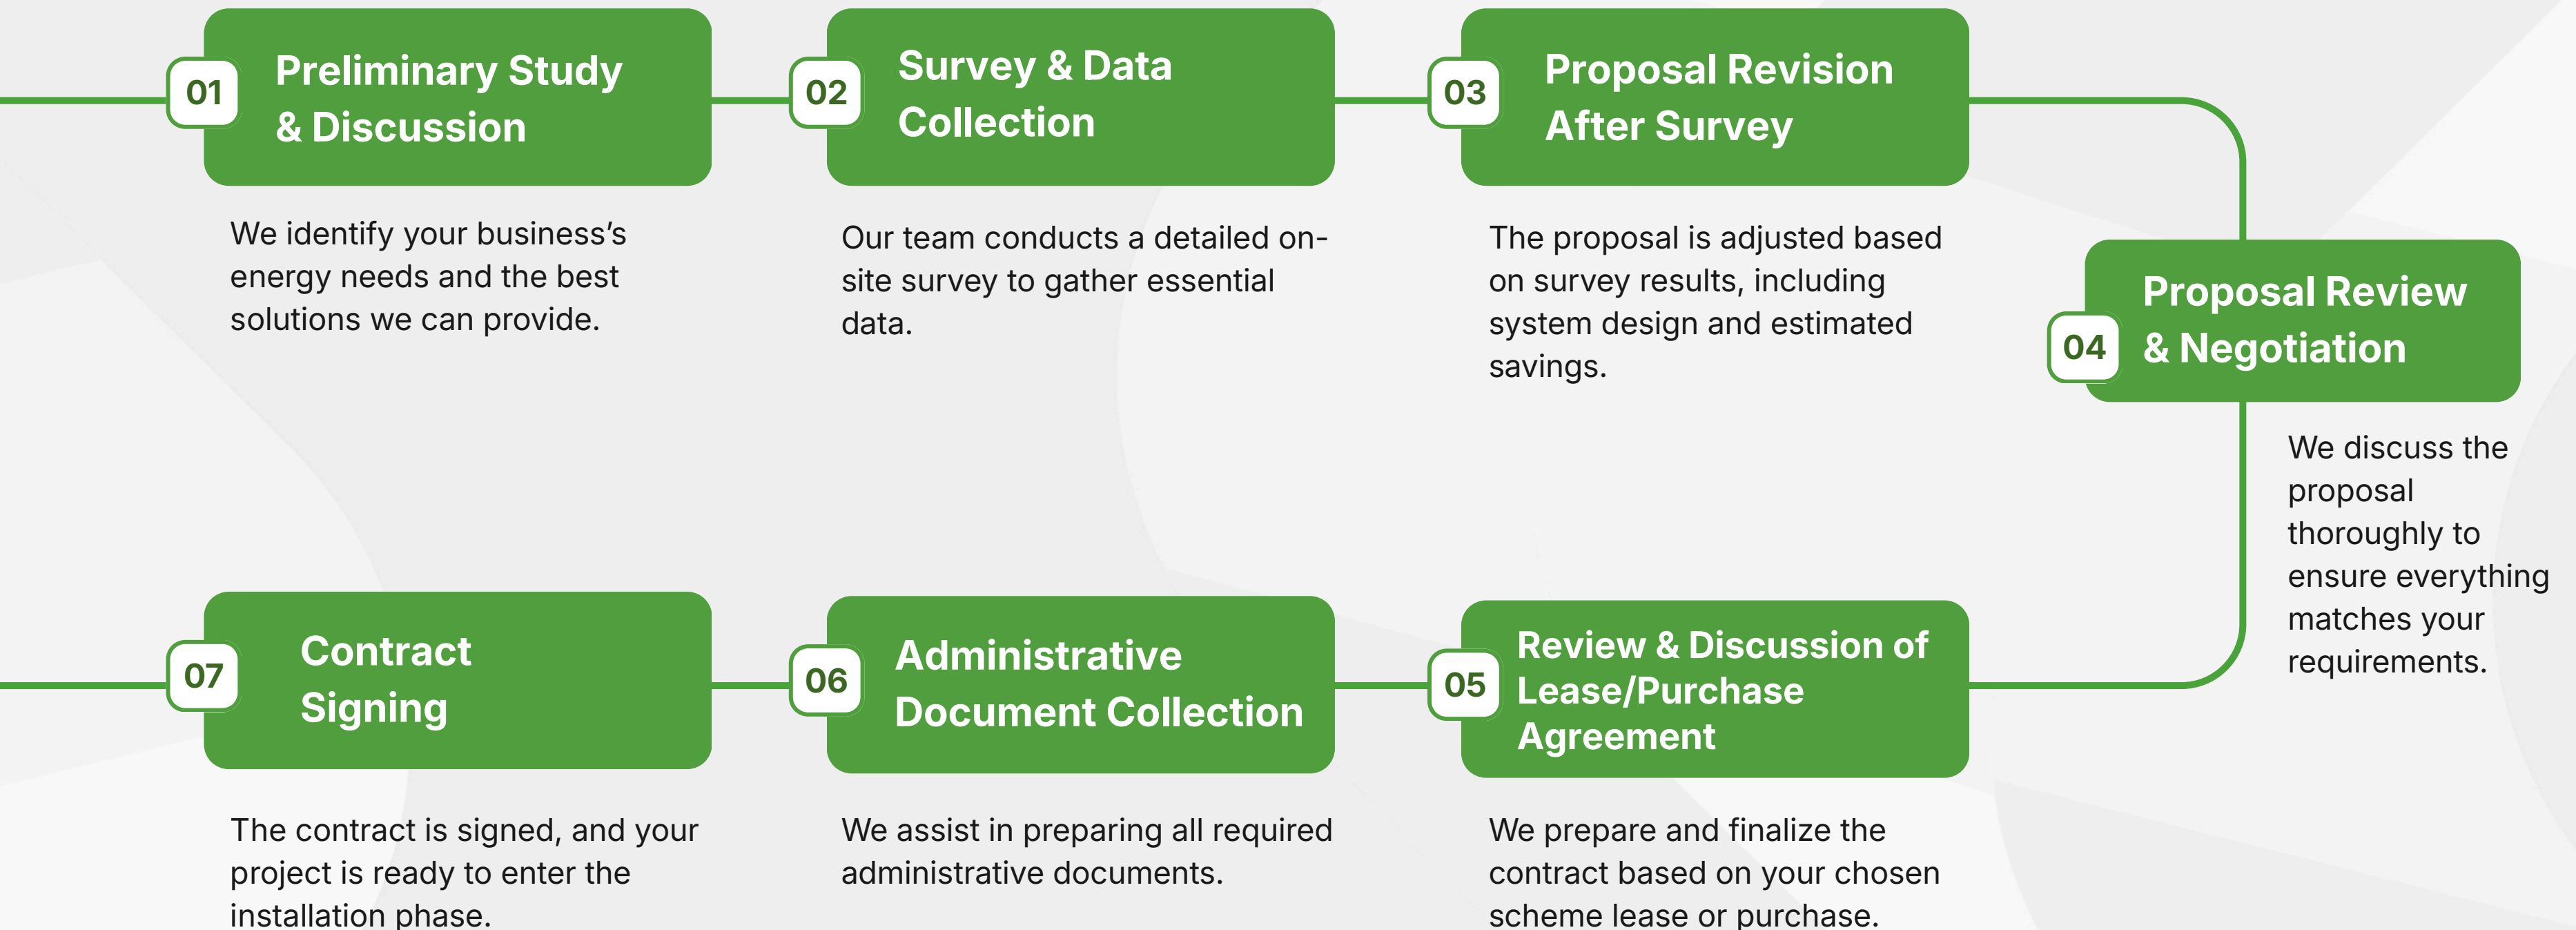 01
Preliminary Study
& Discussion
We identify your business’s
energy needs and the best
solutions we can provide.
02
Survey & Data
Collection
Our team conducts a detailed on-
site survey to gather essential
data.
03
Proposal Revision
After Survey
The proposal is adjusted based
on survey results, including
system design and estimated
savings.
04
Proposal Review
& Negotiation
We discuss the
proposal
thoroughly to
ensure everything
matches your
requirements.
05
Review & Discussion of
Lease/Purchase
Agreement
We prepare and finalize the
contract based on your chosen
scheme lease or purchase.
06
Administrative
Document Collection
We assist in preparing all required
administrative documents.
07
Contract
Signing
The contract is signed, and your
project is ready to enter the
installation phase.